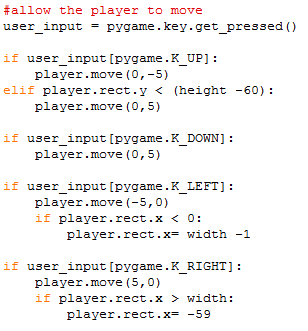 #allow the player to move
user_input = pygame.key.get_pressed()
if user_input[pygame.K_UP]:
    player.move(0,-5)
elif player.rect.y < (height -60):
    player.move(0,5)
if user_input[pygame.K_DOWN]:
    player.move(0,5)
if user_input[pygame.K_LEFT]:
    player.move(-5,0)
    if player.rect.x < 0:
        player.rect.x= width -1
if user_input[pygame.K_RIGHT]:
    player.move(5,0)
    if player.rect.x > width:
        player.rect.x= -59